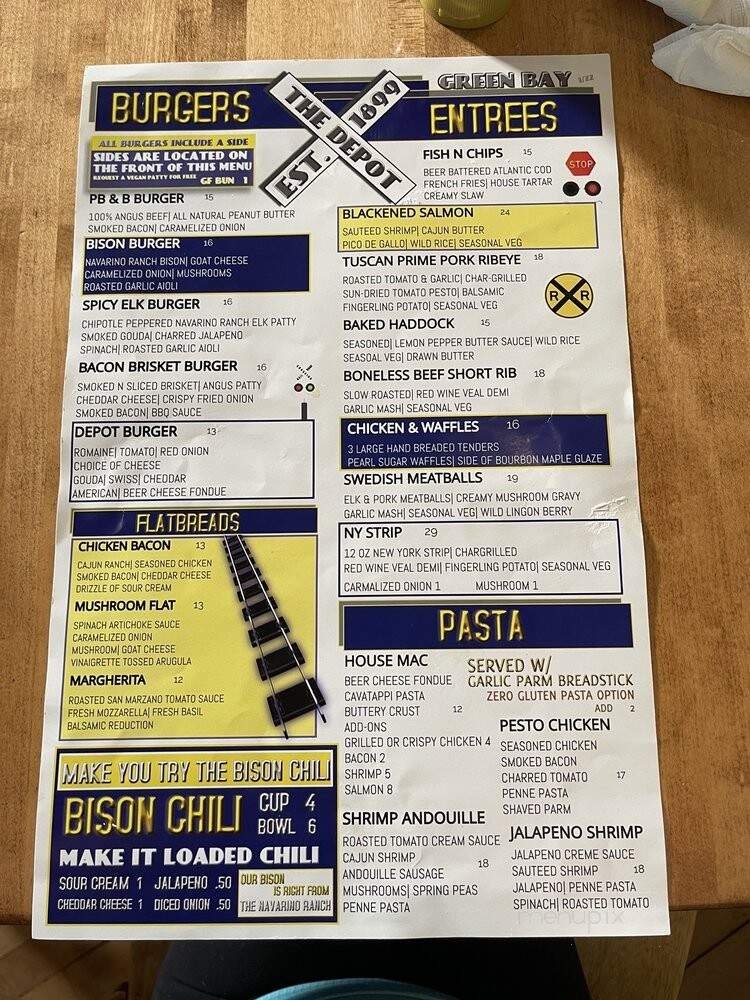 GREEN BAY
BURGERS
THE DEPOT
EST. 1899
ALL BURGERS INCLUDE A SIDE
SIDES ARE LOCATED ON
THE FRONT OF THIS MENU
REQUEST A VEGAN PATTY FOR FREE GF BUN 1
PB & B BURGER 15
100% ANGUS BEEF| ALL NATURAL PEANUT BUTTER
SMOKED BACON| CARAMELIZED ONION
BISON BURGER 16
NAVARINO RANCH BISON| GOAT CHEESE
CARAMELIZED ONION| MUSHROOMS
ROASTED GARLIC AIOLI
SPICY ELK BURGER 16
CHIPOTLE PEPPERED NAVARINO RANCH ELK PATTY
SMOKED GOUDA| CHARRED JALAPENO
SPINACH| ROASTED GARLIC AIOLI
BACON BRISKET BURGER 16
SMOKED N SLICED BRISKET| ANGUS PATTY
CHEDDAR CHEESE| CRISPY FRIED ONION
SMOKED BACON| BBQ SAUCE
DEPOT BURGER 13
ROMAINE| TOMATO| RED ONION
CHOICE OF CHEESE
GOUDA| SWISS| CHEDDAR
AMERICAN| BEER CHEESE FONDUE
FLATBREADS
CHICKEN BACON 13
CAJUN RANCH| SEASONED CHICKEN
SMOKED BACON| CHEDDAR CHEESE
DRIZZLE OF SOUR CREAM
MUSHROOM FLAT 13
SPINACH ARTICHOKE SAUCE
CARAMELIZED ONION
MUSHROOM| GOAT CHEESE
VINAIGRETTE TOSSED ARUGULA
MARGHERITA 12
ROASTED SAN MARZANO TOMATO SAUCE
FRESH MOZZARELLA| FRESH BASIL
BALSAMIC REDUCTION
MAKE YOU TRY THE BISON CHILI
BISON CHILI
CUP 4
BOWL 6
MAKE IT LOADED CHILI
SOUR CREAM 1 JALAPENO .50
CHEDDAR CHEESE 1 DICED ONION .50
OUR BISON
IS RIGHT FROM
THE NAVARINO RANCH
ENTREES
FISH N CHIPS 15
BEER BATTERED ATLANTIC COD
FRENCH FRIES| HOUSE TARTAR
CREAMY SLAW
STOP
BLACKENED SALMON 24
SAUTEED SHRIMP| CAJUN BUTTER
PICO DE GALLO| WILD RICE| SEASONAL VEG
TUSCAN PRIME PORK RIBEYE 18
ROASTED TOMATO & GARLIC| CHAR-GRILLED
SUN-DRIED TOMATO PESTO| BALSAMIC
FINGERLING POTATO| SEASONAL VEG
R R
BAKED HADDOCK 15
SEASONED| LEMON PEPPER BUTTER SAUCE| WILD RICE
SEASOAL VEG| DRAWN BUTTER
BONELESS BEEF SHORT RIB 18
SLOW ROASTED| RED WINE VEAL DEMI
GARLIC MASH| SEASONAL VEG
CHICKEN & WAFFLES 16
3 LARGE HAND BREADED TENDERS
PEARL SUGAR WAFFLES| SIDE OF BOURBON MAPLE GLAZE
SWEDISH MEATBALLS 19
ELK & PORK MEATBALLS| CREAMY MUSHROOM GRAVY
GARLIC MASH| SEASONAL VEG| WILD LINGON BERRY
NY STRIP 29
12 OZ NEW YORK STRIP| CHARGRILLED
RED WINE VEAL DEMI| FINGERLING POTATO| SEASONAL VEG
CARMALIZED ONION 1 MUSHROOM 1
PASTA
SERVED W/
GARLIC PARM BREADSTICK
ZERO GLUTEN PASTA OPTION
ADD 2
HOUSE MAC
BEER CHEESE FONDUE
CAVATAPPI PASTA
BUTTERY CRUST 12
ADD-ONS
GRILLED OR CRISPY CHICKEN 4
BACON 2
SHRIMP 5
SALMON 8
PESTO CHICKEN
SEASONED CHICKEN
SMOKED BACON
CHARRED TOMATO 17
PENNE PASTA
SHAVED PARM
SHRIMP ANDOUILLE
ROASTED TOMATO CREAM SAUCE
CAJUN SHRIMP
ANDOUILLE SAUSAGE 18
MUSHROOMS| SPRING PEAS
PENNE PASTA
JALAPENO SHRIMP
JALAPENO CREME SAUCE
SAUTEED SHRIMP 18
JALAPENO| PENNE PASTA
SPINACH| ROASTED TOMATO
menupix